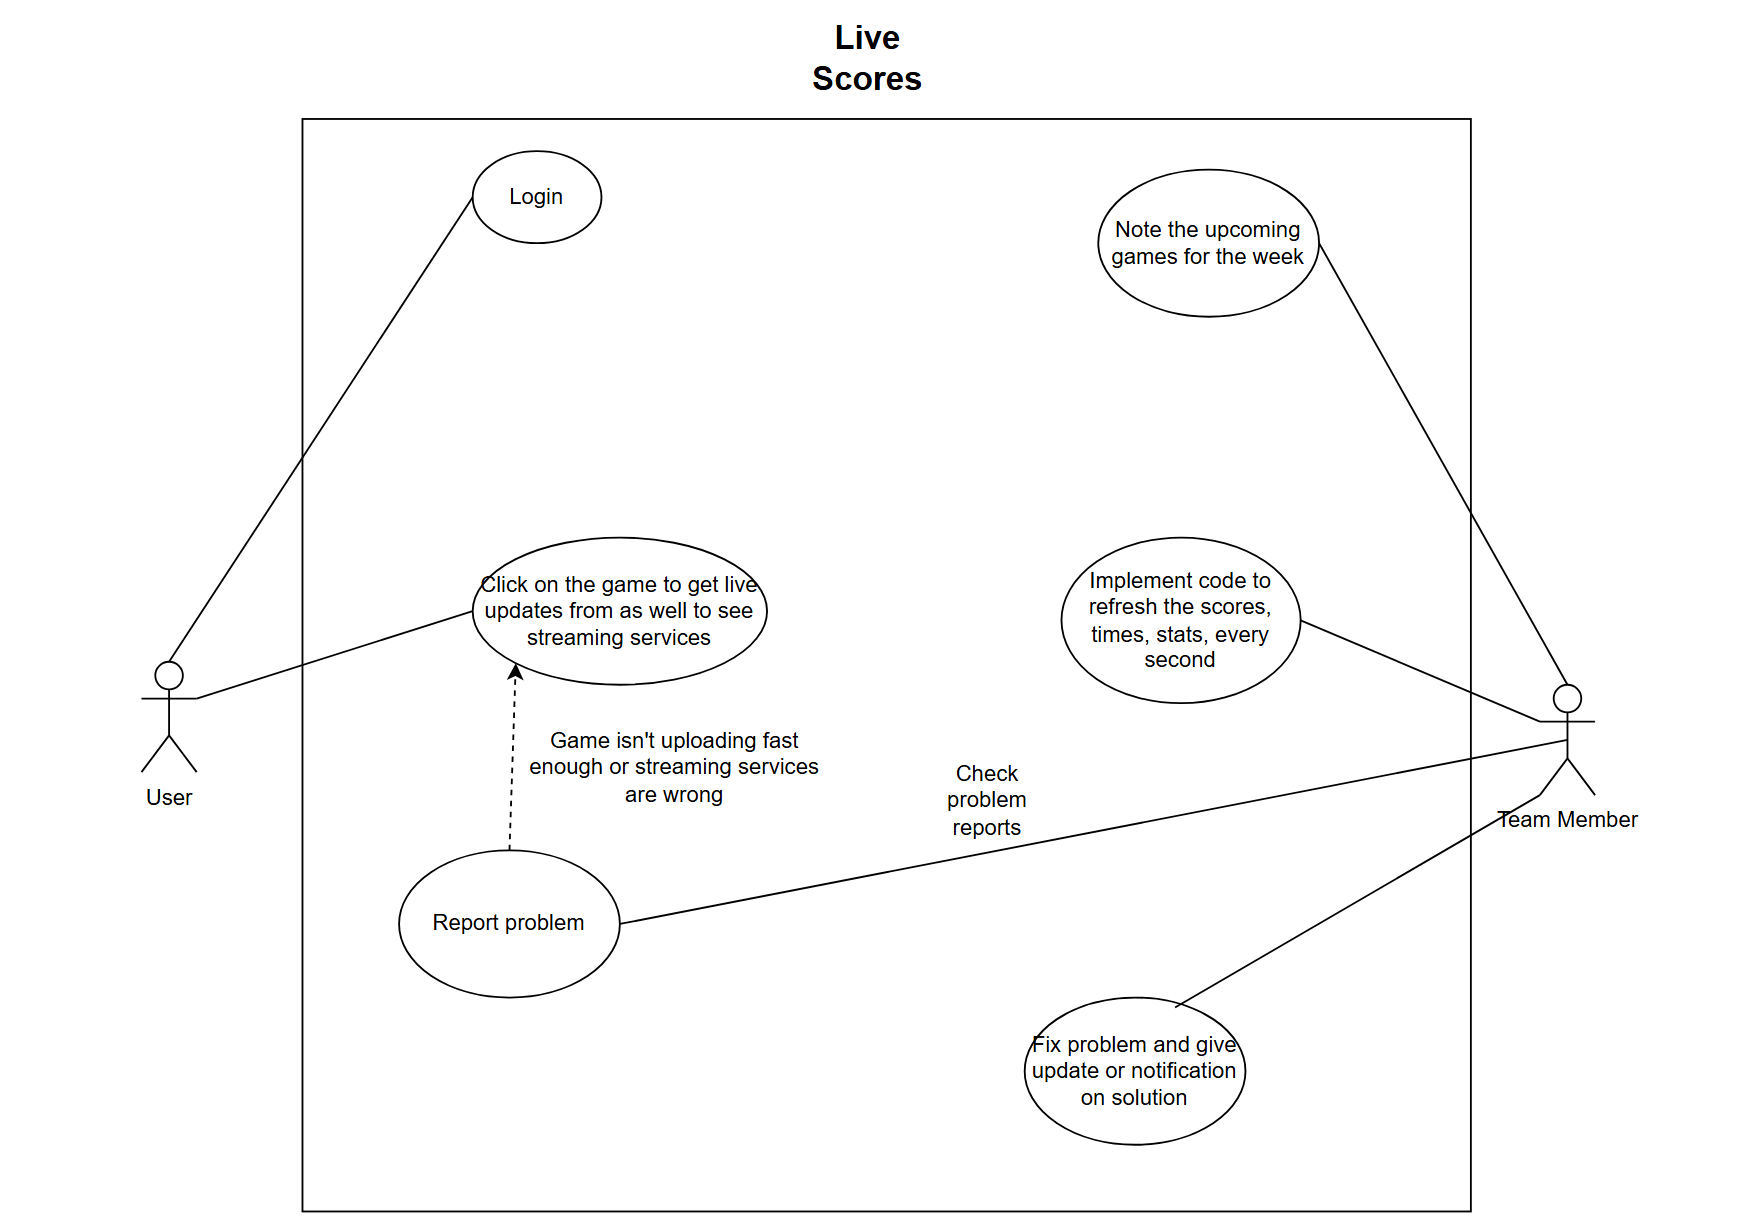 Live
Scores
Login
Note the upcoming
games for the week
Click on the game to get live
updates from as well to see
streaming services
Implement code to
refresh the scores,
times, stats, every
second
Game isn't uploading fast
enough or streaming services
are wrong
Check
problem
reports
User
Team Member
Report problem
Fix problem and give
update or notification
on solution